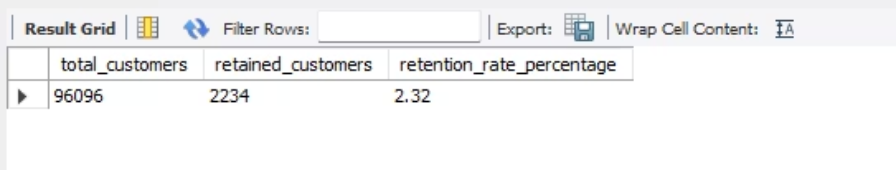 Result Grid Filter Rows: Export: Wrap Cell Content:
total_customers retained_customers retention_rate_percentage
96096 2234 2.32